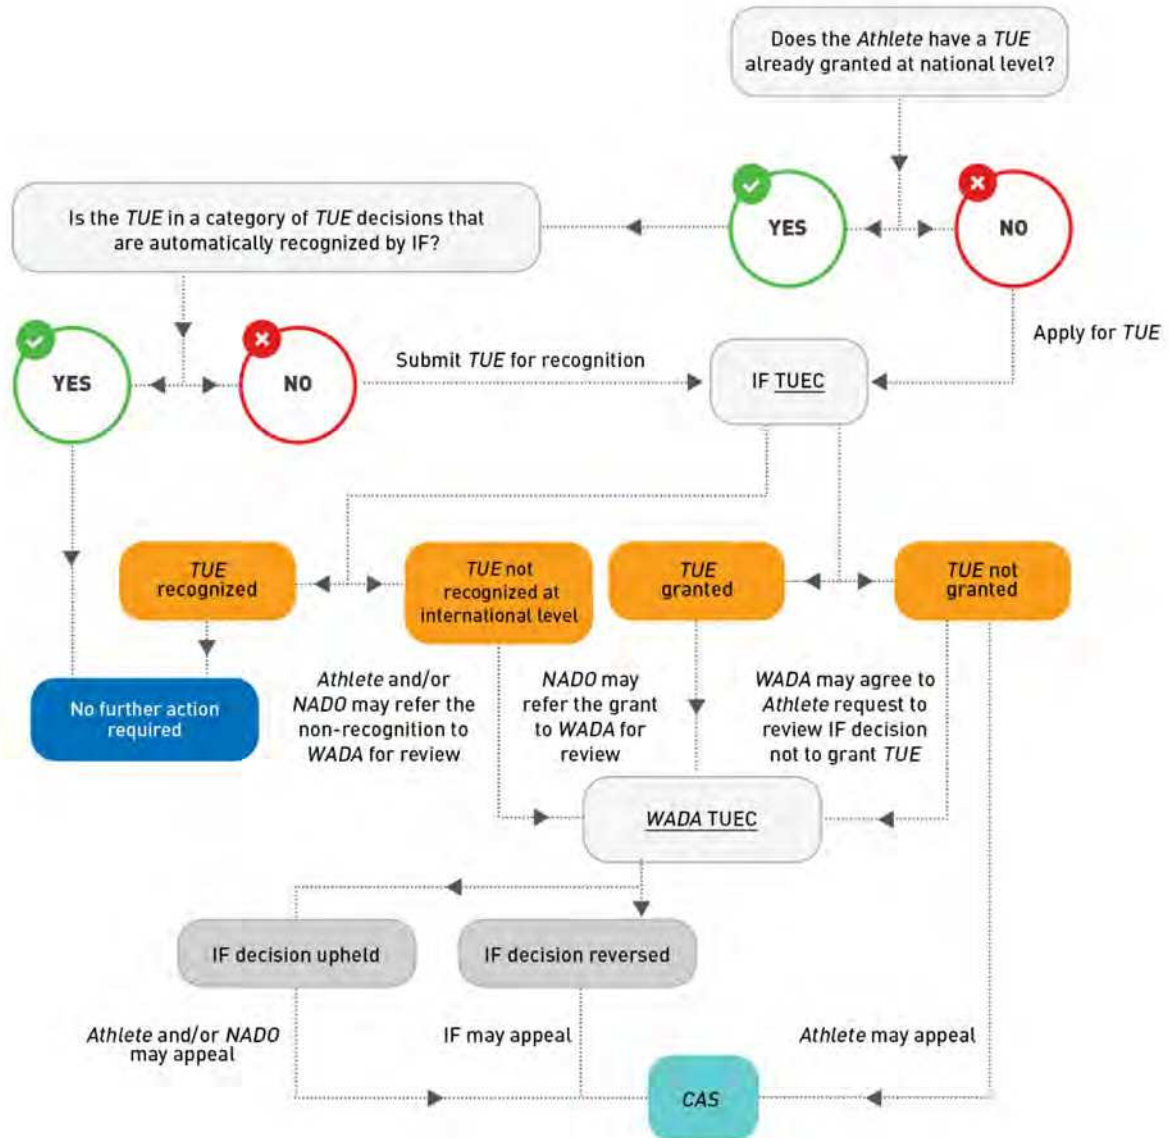 Does the Athlete have a TUE
already granted at national level?
YES
NO
Is the TUE in a category of TUE decisions that
are automatically recognized by IF?
YES
NO
Submit TUE for recognition
IF TUEC
Apply for TUE
TUE
recognized
TUE not
recognized at
international level
TUE
granted
TUE not
granted
No further action
required
Athlete and/or
NADO may refer the
non-recognition to
WADA for review
NADO may
refer the grant
to WADA for
review
WADA may agree to
Athlete request to
review IF decision
not to grant TUE
WADA TUEC
IF decision upheld
IF decision reversed
Athlete and/or NADO
may appeal
IF may appeal
Athlete may appeal
CAS